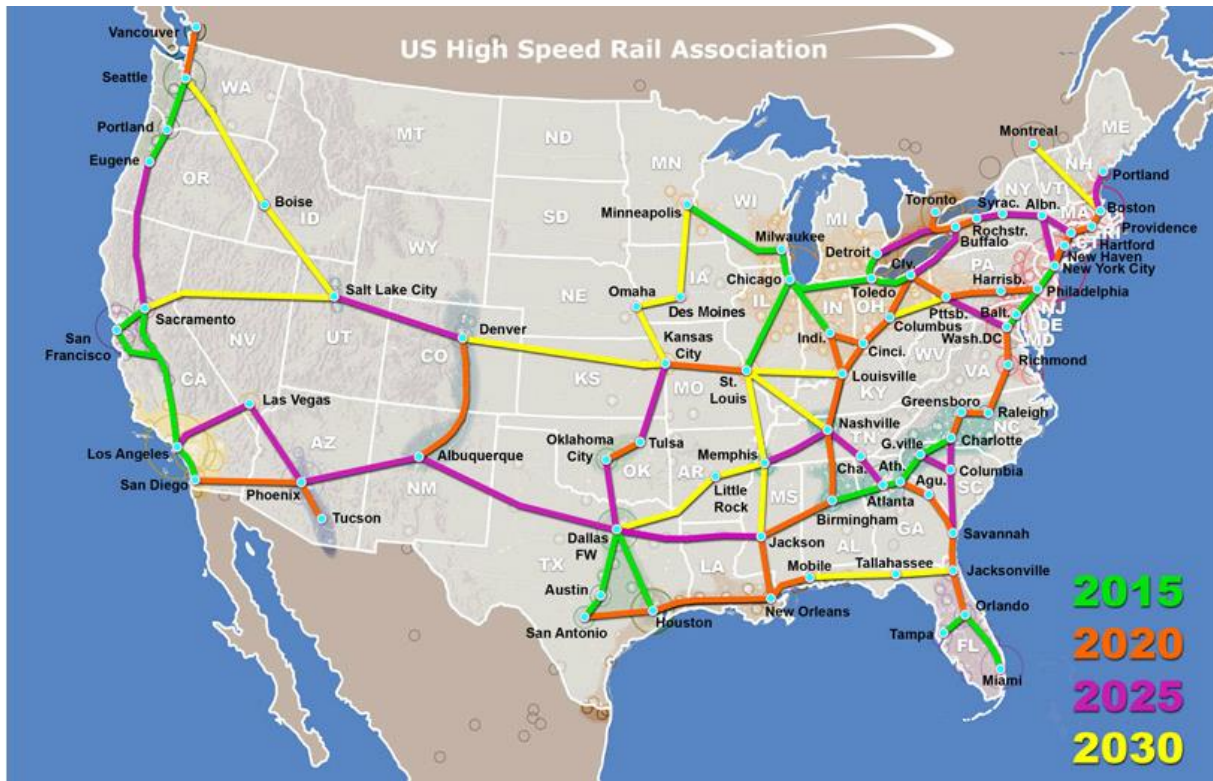 US High Speed Rail Association
Vancouver
Seattle
WA
Portland
Eugene
OR
MT
ND
MN
Boise
ID
SD
Minneapolis
WI
MI
Montreal
ME
NH
VT
NY
Portland
Toronto
Syrac.
Albn.
MA
Boston
Milwaukee
Detroit
Rochstr.
Buffalo
Providence
CT
RI
Hartford
New Haven
New York City
WY
IA
Chicago
Cly.
Toledo
PA
Harrisb.
Philadelphia
Salt Lake City
Omaha
NE
Des Moines
IL
IN
OH
Pttsb.
Balt.
NJ
DE
MD
Sacramento
San
Francisco
NV
UT
Denver
CO
Kansas
City
Indi.
Columbus
Cinci.
Wash.DC
WV
Richmond
VA
CA
KS
MO
St.
Louis
Louisville
KY
Greensboro
Raleigh
NC
Las Vegas
AZ
Oklahoma
City
Tulsa
OK
Nashville
TN
G.ville
Charlotte
Los Angeles
Albuquerque
NM
Memphis
AR
Little
Rock
Cha.
Ath.
Agu.
Columbia
SC
San Diego
Phoenix
Tucson
MS
Atlanta
Birmingham
GA
Savannah
Dallas
FW
TX
Jackson
AL
LA
Mobile
Tallahassee
Jacksonville
Austin
San Antonio
Houston
New Orleans
Orlando
Tampa
FL
Miami
2015
2020
2025
2030